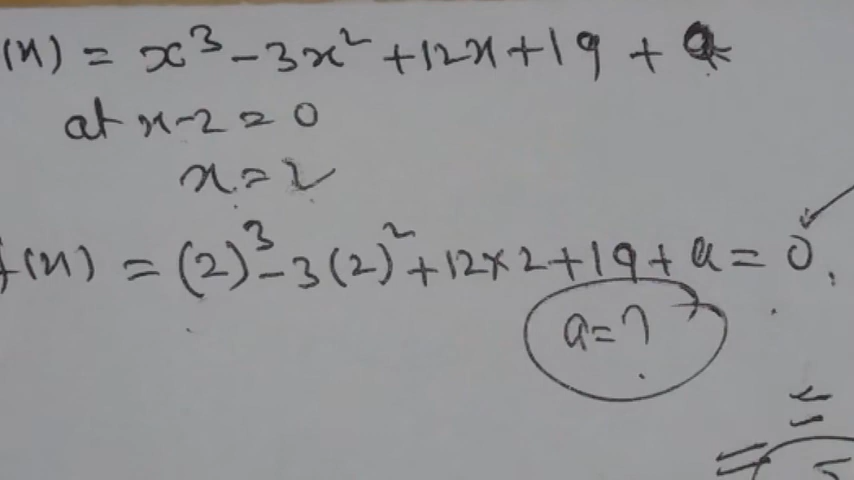 (x) = x³ - 3x² + 12x + 19 + a
at x - 2 = 0
x = 2
f(x) = (2)³ - 3(2)² + 12 × 2 + 19 + a = 0,
a = ?